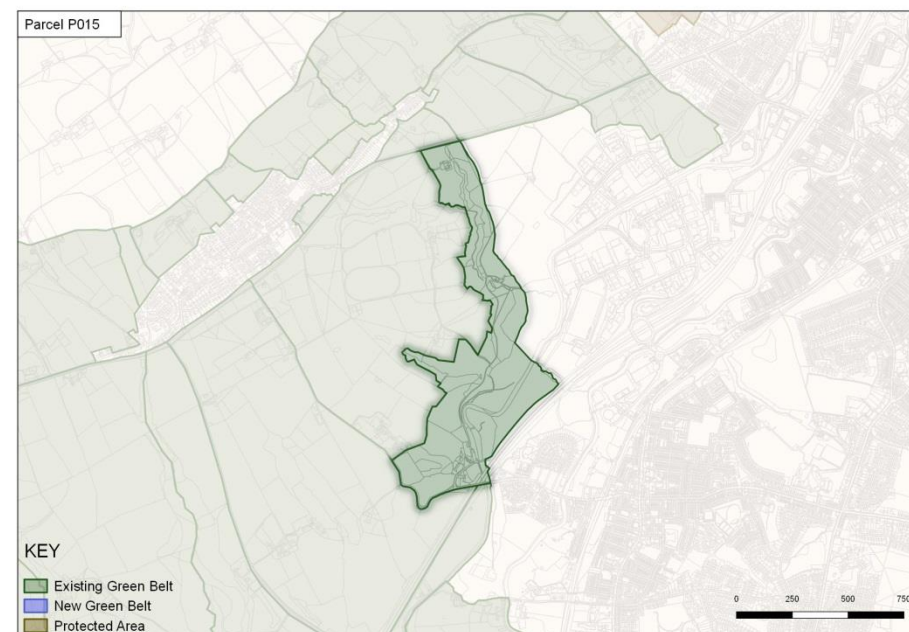 Parcel P015
KEY
Existing Green Belt
New Green Belt
Protected Area
0 250 500 750